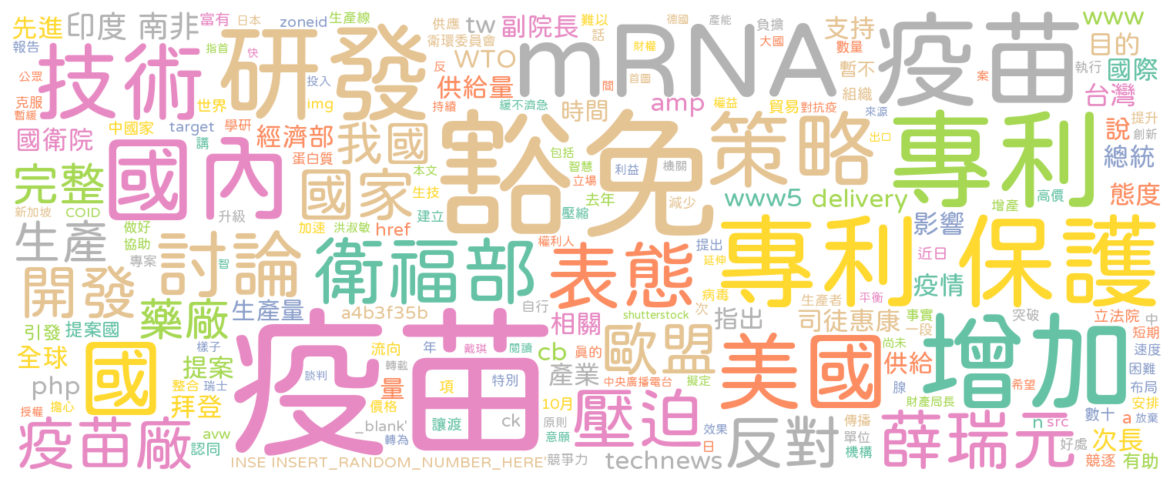 先進 印度 南非 富有 日本 zoneid 生產線 供應 tw 副院長 難以 德國 產能 負擔 支持 www
報告 指首 快 衛環委員會 WTO 話 財權 大國 數量 目的
技術 研發 mRNA 疫苗 執行 國際
公眾 投入 反 供給量 間 首圖 暫不 案 台灣
克服 暫緩 世界 img 持續 緩不濟急 時間 amp 權益 貿易 組織 對抗疫 來源
國衛院 中國家 target 學研 經濟部 我國 豁免 策略 出口 專利 說 提升 創新
講 蛋白質 包括 總統
完整 國內 國家 本文 生技 智慧 立場 利益 機關 www5 delivery 高價 態度
新加坡 COID 升級 建立 去年 壓縮 減少 增產
生產 做好 協助 加速 洪淑敏 href 權利人 提出 影響 近日
開發 專案 智 討論 衛福部 表態 延伸 專利保護
藥廠 生產量 a4b3f35b 自行 shutterstock 病毒 次 生產者 平衡 疫情
引發 提案國 相關 指出 司徒惠康 事實 一段 突破 立法院 中
全球 國 樣子 提案 疫苗 流向 年 轉載 戴琪 閱讀 cb 真的 歐盟 美國 尚未 供給 增加 短期 速度
php 整合 瑞士 談判 量 項 特別 產業 中央廣播電台 擬定 腺 希望 困難 布局
授權 擔心 拜登 價格 _blank' 讓渡 ck 10月 原則 壓迫 財產局長 安排
疫苗廠 avw 認同 轉為 意願 效果 日 反對 傳播 單位 機構 薛瑞元 n src 數十 a 放棄
INSE INSERT_RANDOM_NUMBER_HERE' 競爭力 technews 好處 次長 競逐 有助